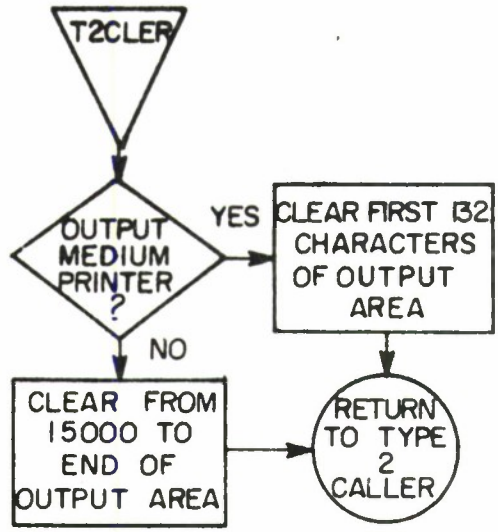 T2CLER
OUTPUT
MEDIUM
PRINTER
?
YES
CLEAR FIRST 132
CHARACTERS
OF OUTPUT
AREA
NO
CLEAR FROM
15000 TO
END OF
OUTPUT AREA
RETURN
TO TYPE
2
CALLER